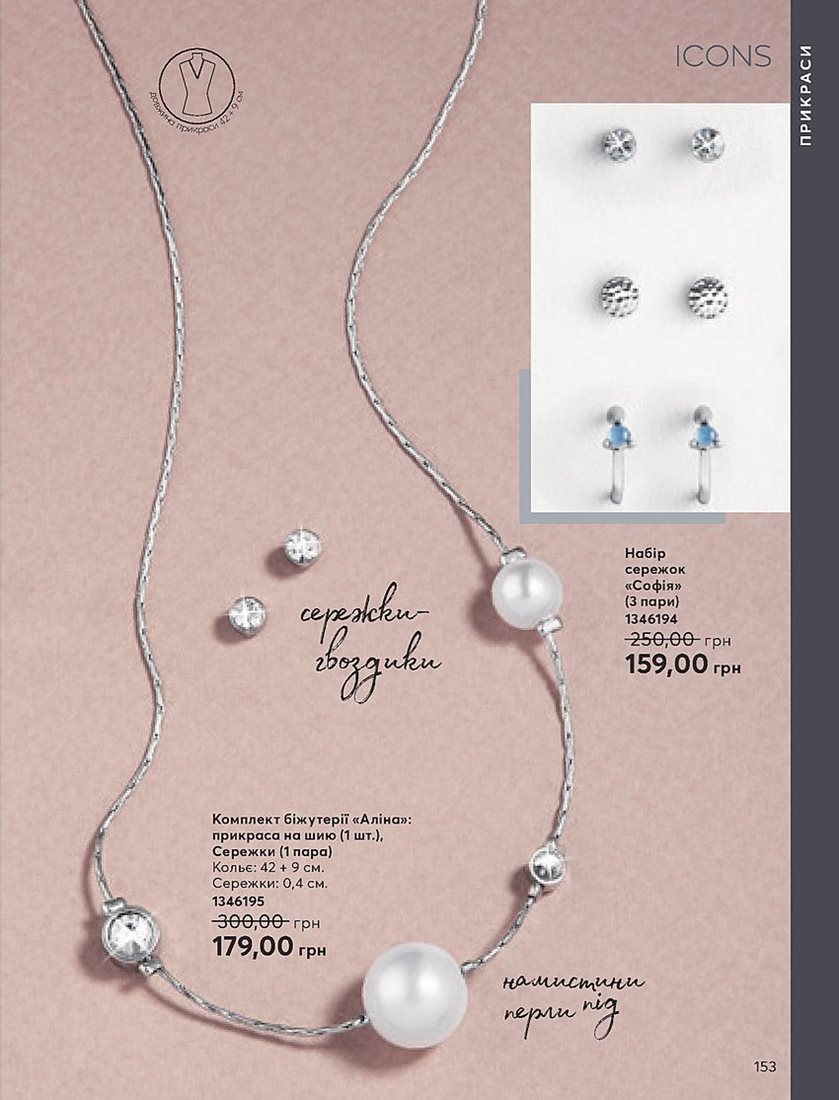 ICONS
ПРИКРАСИ
довжина прикраси 42 + 9 см
Набір
сережок
«Софія»
(3 пари)
1346194
250,00 грн
159,00 грн
сережки-
гвоздики
Комплект біжутерії «Аліна»:
прикраса на шию (1 шт.),
Сережки (1 пара)
Кольє: 42 + 9 см.
Сережки: 0,4 см.
1346195
300,00 грн
179,00 грн
намистини
перли під
153